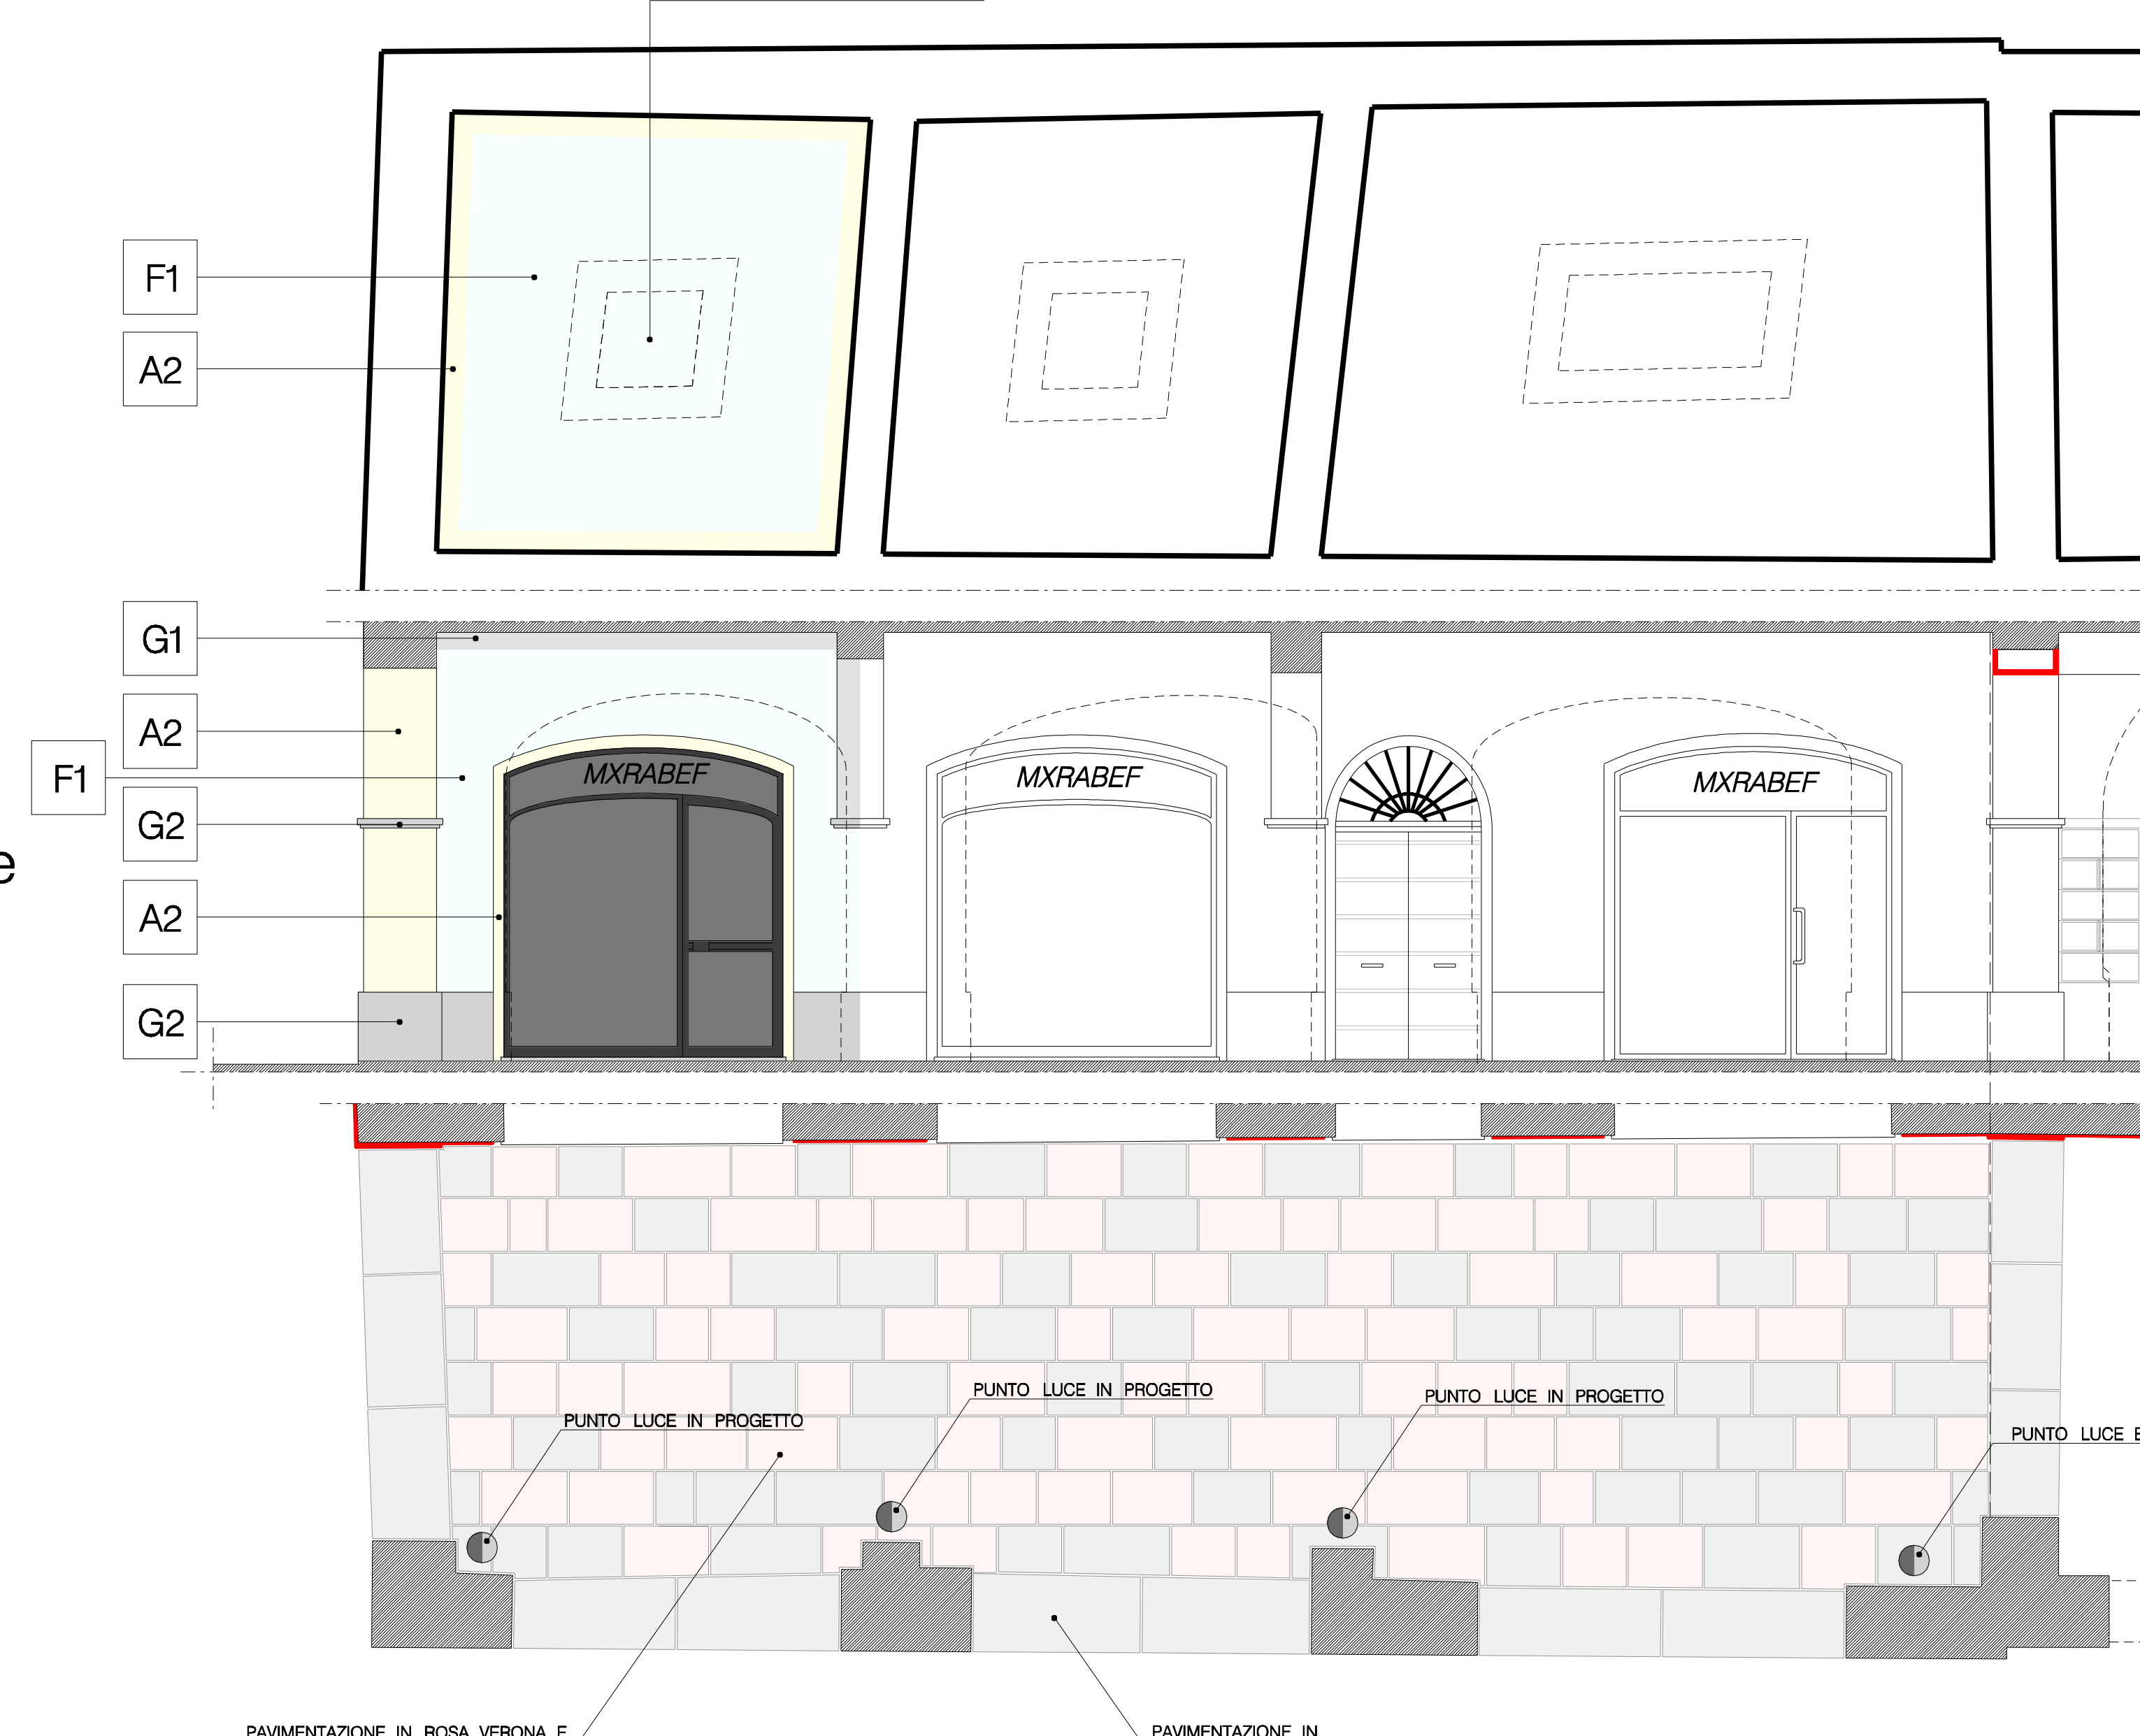 F1
A2
G1
A2
F1
G2
A2
G2
e
MXRABEF
MXRABEF
MXRABEF
PUNTO LUCE IN PROGETTO
PUNTO LUCE IN PROGETTO
PUNTO LUCE IN PROGETTO
PUNTO LUCE E
PAVIMENTAZIONE IN ROSA VERONA E
PAVIMENTAZIONE IN